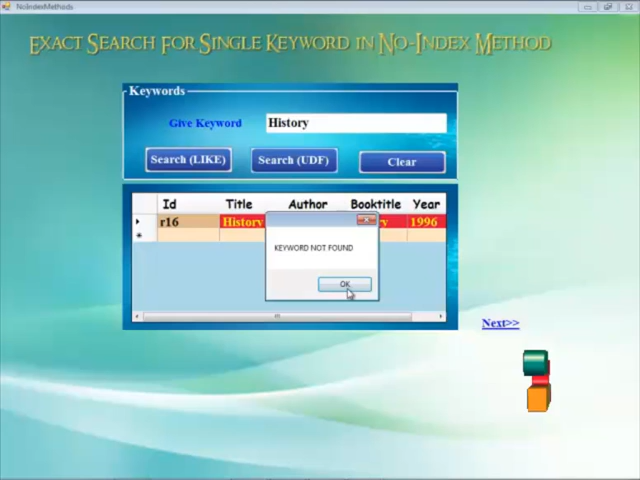 NoIndexMethods
Exact Search For Single Keyword in No-Index Method
Keywords
Give Keyword History
Search (LIKE) Search (UDF) Clear
Id Title Author Booktitle Year
r16 History 1996
KEYWORD NOT FOUND
OK
Next>>